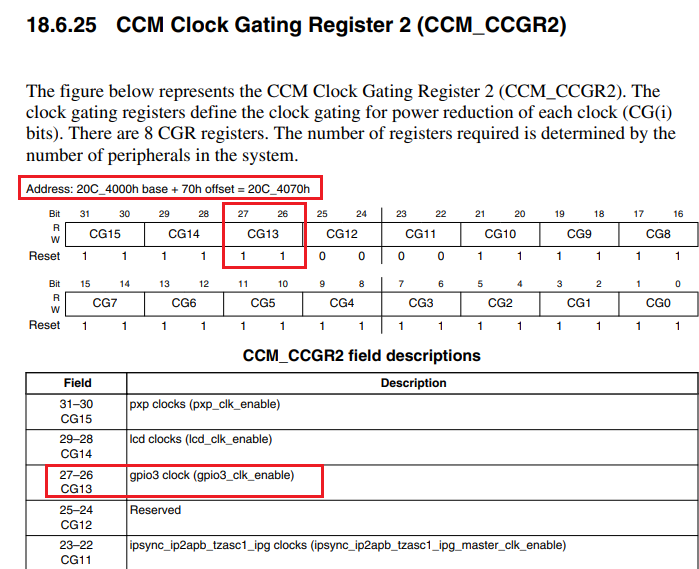 18.6.25 CCM Clock Gating Register 2 (CCM_CCGR2)
The figure below represents the CCM Clock Gating Register 2 (CCM_CCGR2). The
clock gating registers define the clock gating for power reduction of each clock (CG(i)
bits). There are 8 CGR registers. The number of registers required is determined by the
number of peripherals in the system.
Address: 20C_4000h base + 70h offset = 20C_4070h
Bit 31 30 29 28 27 26 25 24 23 22 21 20 19 18 17 16
R
W
CG15 CG14 CG13 CG12 CG11 CG10 CG9 CG8
Reset 1 1 1 1 1 1 0 0 0 0 1 1 1 1 1 1
Bit 15 14 13 12 11 10 9 8 7 6 5 4 3 2 1 0
R
W
CG7 CG6 CG5 CG4 CG3 CG2 CG1 CG0
Reset 1 1 1 1 1 1 1 1 1 1 1 1 1 1 1 1
CCM_CCGR2 field descriptions
Field Description
31–30
CG15
pxp clocks (pxp_clk_enable)
29–28
CG14
lcd clocks (lcd_clk_enable)
27–26
CG13
gpio3 clock (gpio3_clk_enable)
25–24
CG12
Reserved
23–22
CG11
ipsync_ip2apb_tzasc1_ipg clocks (ipsync_ip2apb_tzasc1_ipg_master_clk_enable)